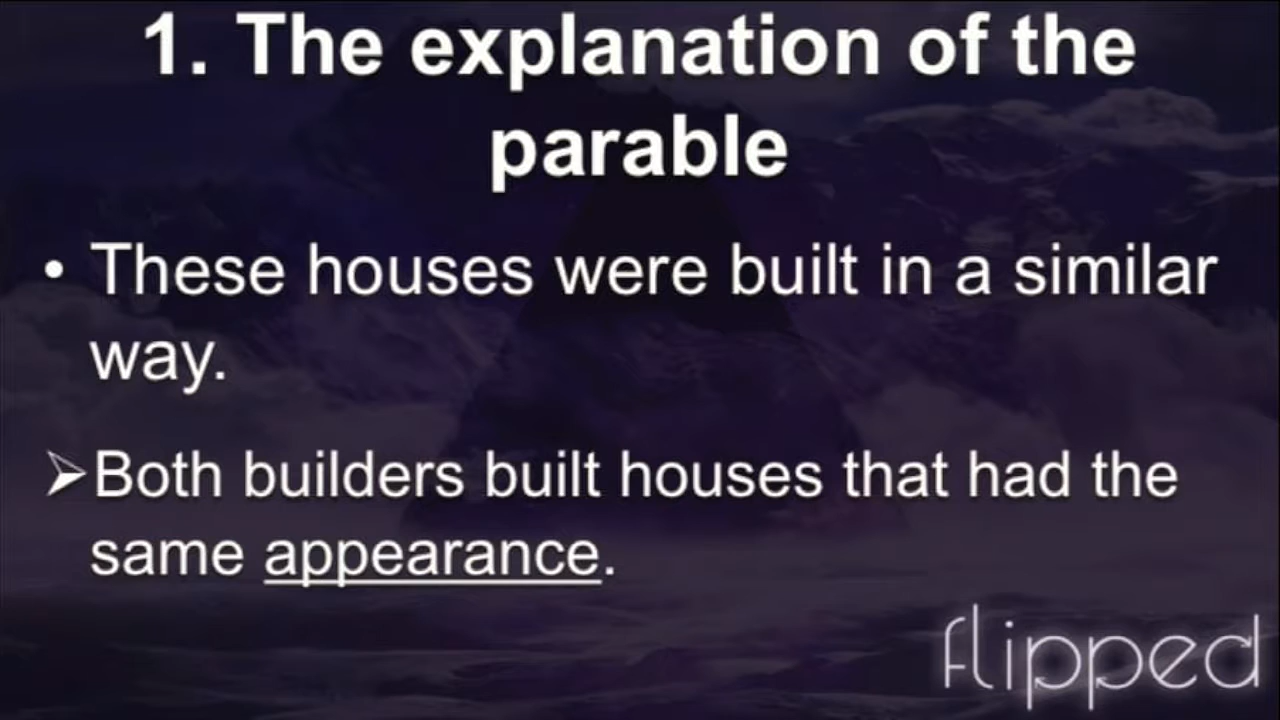 1. The explanation of the
parable
• These houses were built in a similar
way.
➢Both builders built houses that had the
same appearance.
flipped